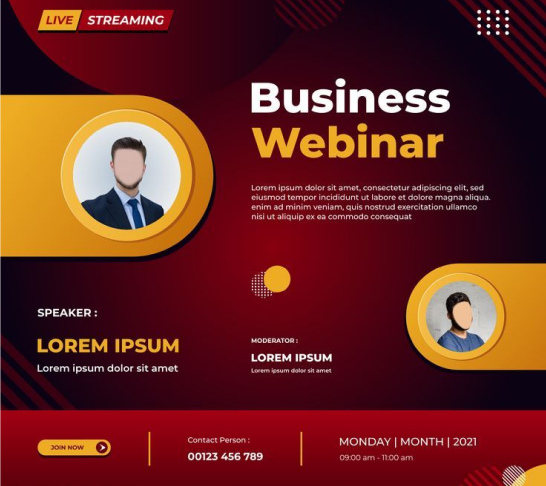 LIVE STREAMING
Business
Webinar
Lorem ipsum dolor sit amet, consectetur adipiscing elit, sed
eiusmod tempor incididunt ut labore et dolore magna aliqua.
enim ad minim veniam, quis nostrud exercitation ullamco
nisi ut aliquip ex ea commodo consequat
SPEAKER :
LOREM IPSUM
Lorem ipsum dolor sit amet
MODERATOR :
LOREM IPSUM
Lorem ipsum dolor sit amet
JOIN NOW
Contact Person :
00123 456 789
MONDAY | MONTH | 2021
09:00 am - 11:00 am